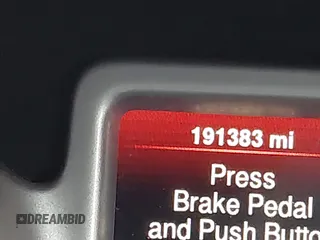 191383 mi
Press
Brake Pedal
and Push Butto
DREAMBID